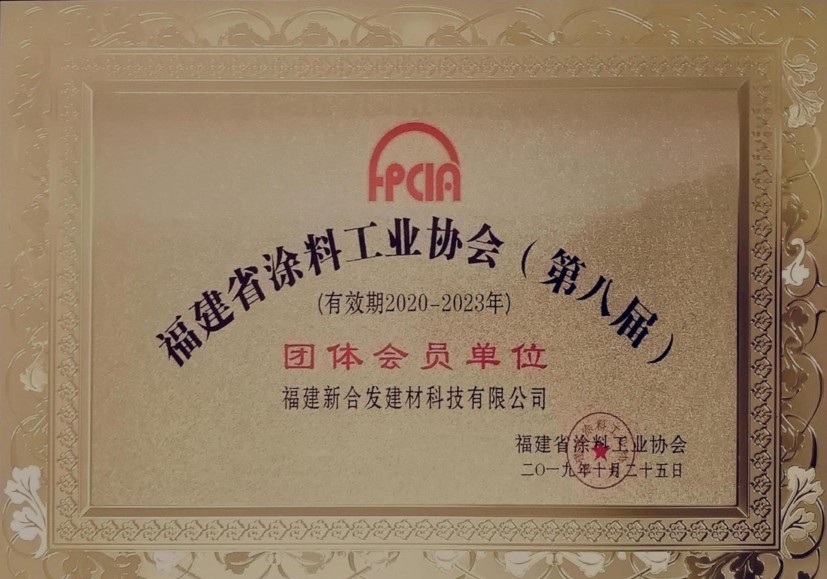 FPCIA
福建省涂料工业协会（第八届）
(有效期2020-2023年)
团体会员单位
福建新合发建材科技有限公司
福建省涂料工业协会
二〇一九年十月二十五日